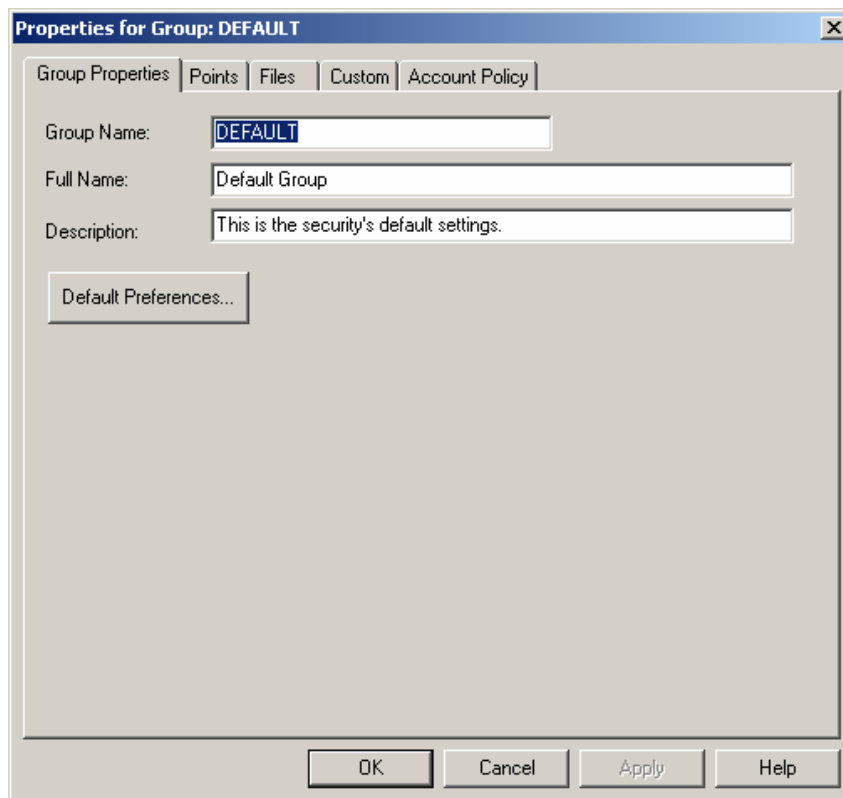 Properties for Group: DEFAULT
Group Properties Points Files Custom Account Policy
Group Name: DEFAULT
Full Name: Default Group
Description: This is the security's default settings.
Default Preferences...
OK Cancel Apply Help